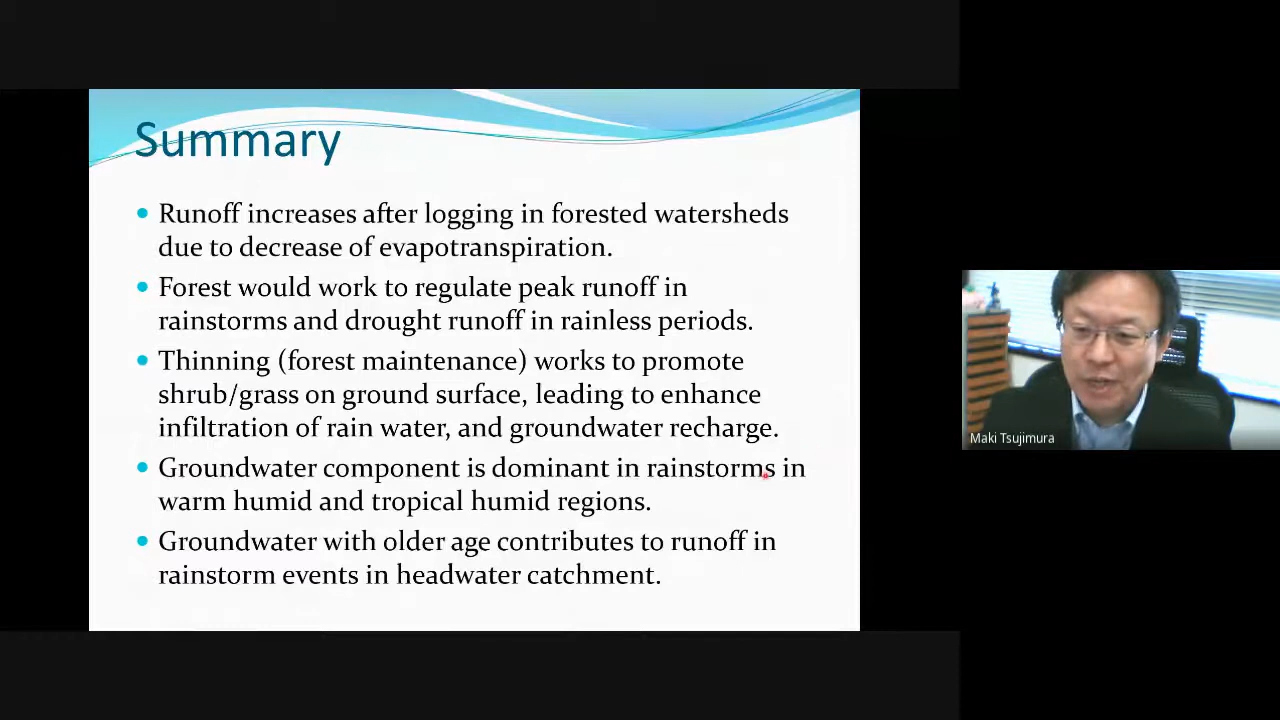 Summary
Runoff increases after logging in forested watersheds
due to decrease of evapotranspiration.
Forest would work to regulate peak runoff in
rainstorms and drought runoff in rainless periods.
Thinning (forest maintenance) works to promote
shrub/grass on ground surface, leading to enhance
infiltration of rain water, and groundwater recharge.
Groundwater component is dominant in rainstorms in
warm humid and tropical humid regions.
Groundwater with older age contributes to runoff in
rainstorm events in headwater catchment.
Maki Tsujimura